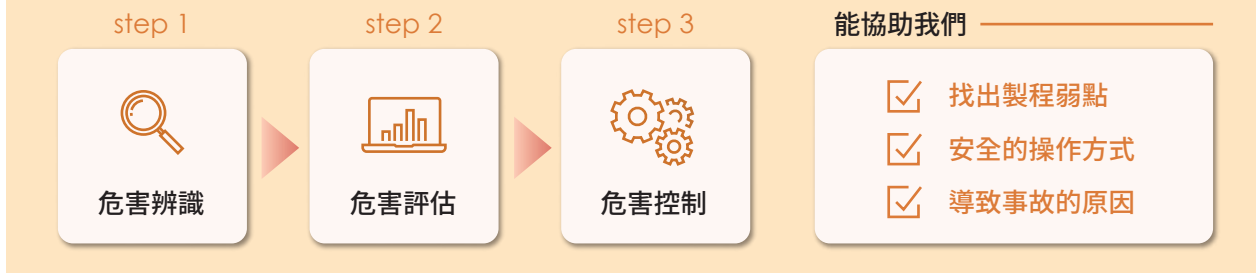 step 1
危害辨識
step 2
危害評估
step 3
危害控制
能協助我們
找出製程弱點
安全的操作方式
導致事故的原因